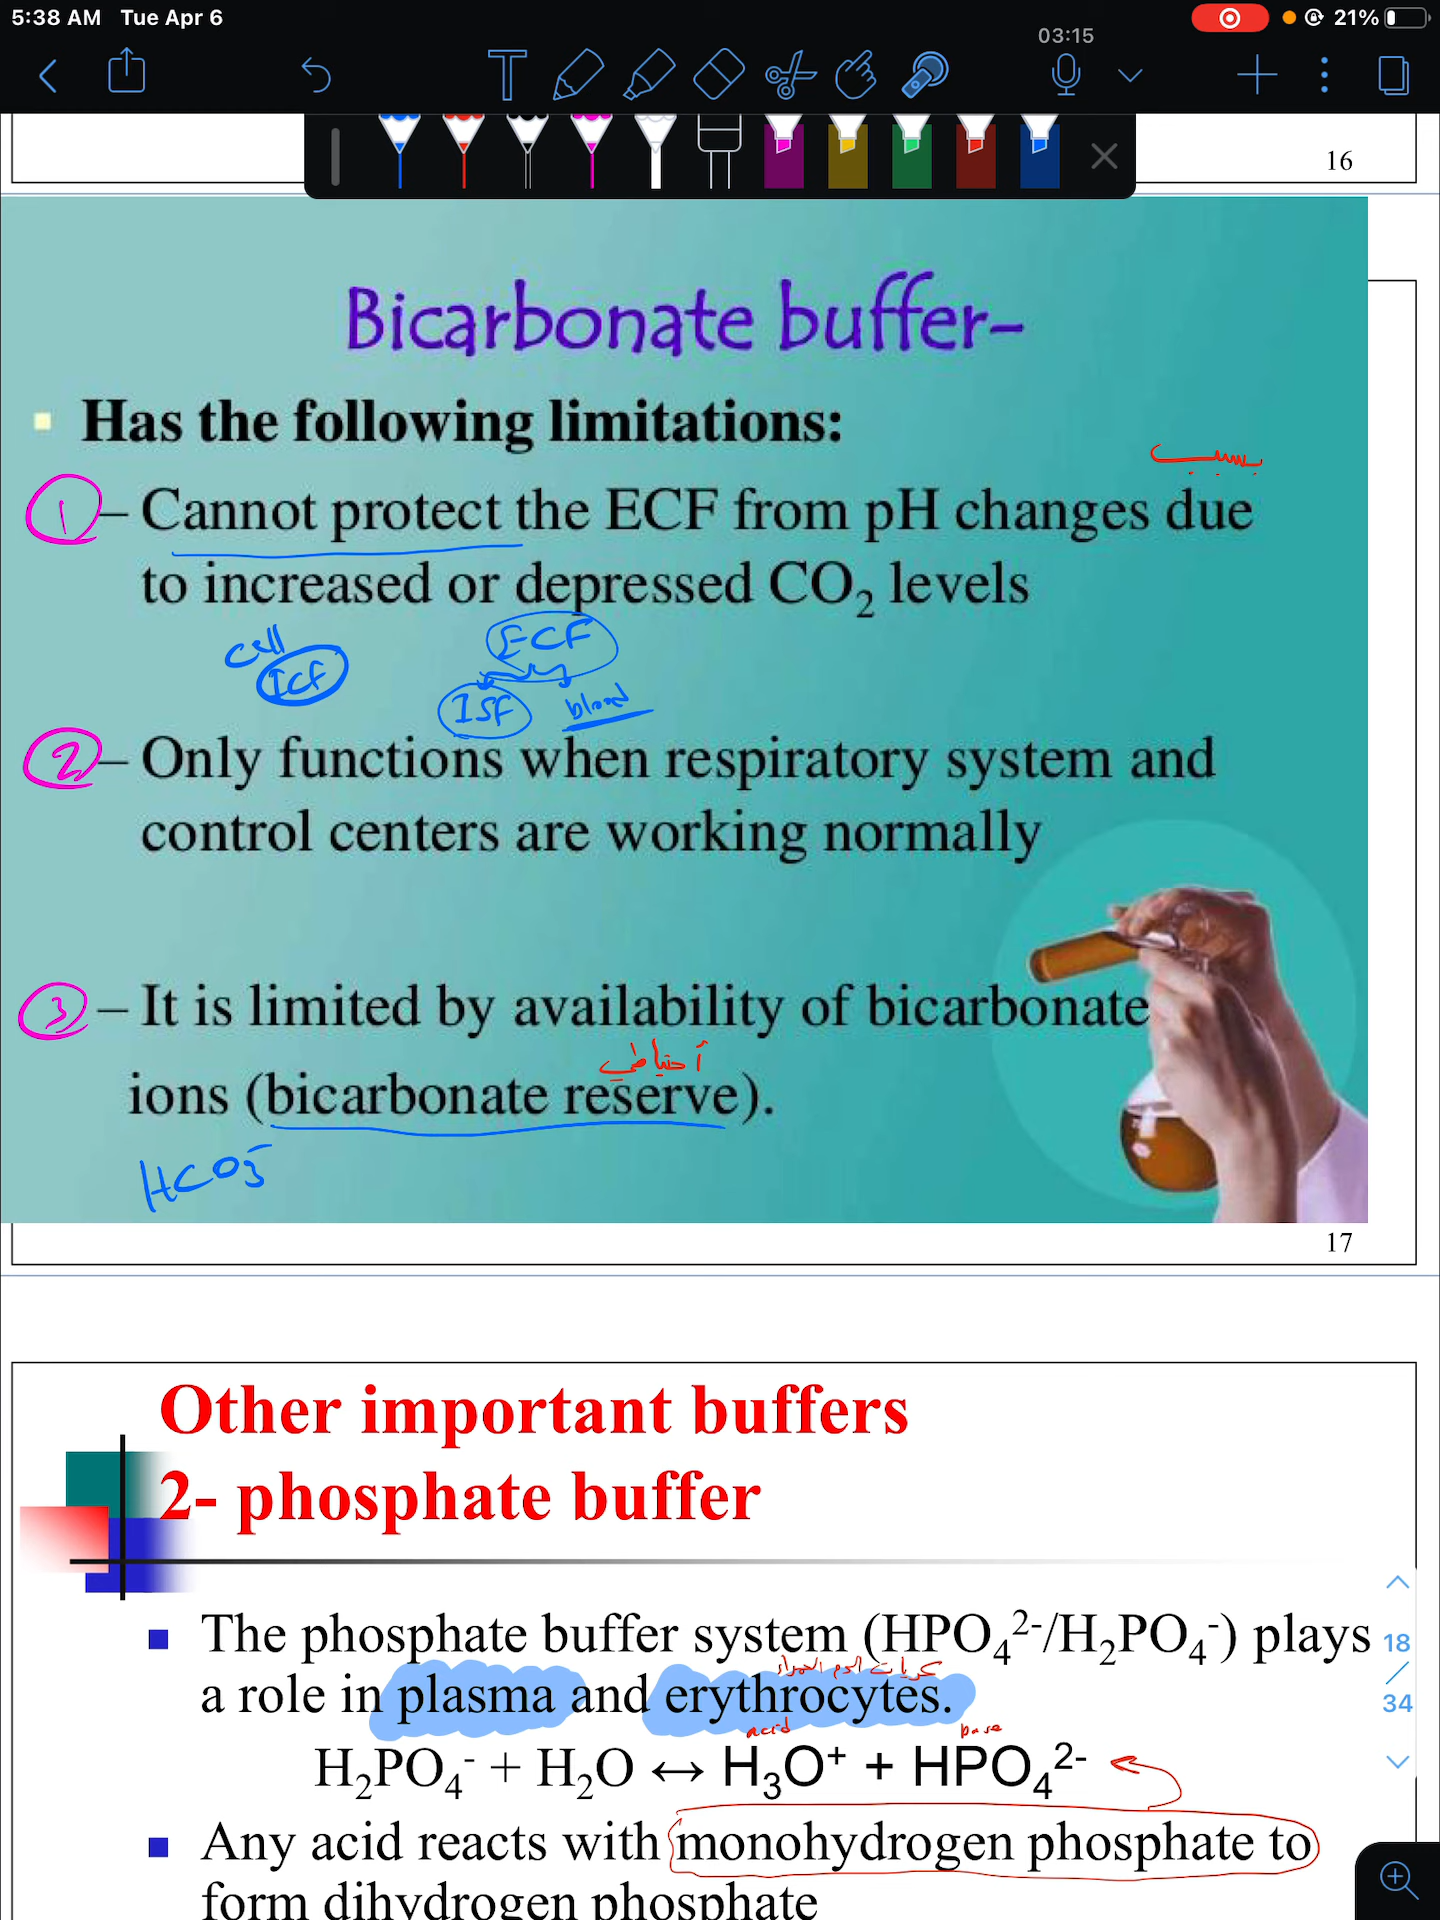 5:38 AM Tue Apr 6
21%
03:15
16
Bicarbonate buffer-
Has the following limitations:
بسبب
1 – Cannot protect the ECF from pH changes due
to increased or depressed CO₂ levels
cell
ICF
ECF
ISF
blood
2 – Only functions when respiratory system and
control centers are working normally
3 – It is limited by availability of bicarbonate
أحتياطي
ions (bicarbonate reserve).
HCO3⁻
17
Other important buffers
2- phosphate buffer
The phosphate buffer system (HPO₄²⁻/H₂PO₄⁻) plays
كريات الدم الحمراء
a role in plasma and erythrocytes.
acid
base
H₂PO₄⁻ + H₂O ↔ H₃O⁺ + HPO₄²⁻
Any acid reacts with monohydrogen phosphate to
form dihydrogen phosphate
18
34